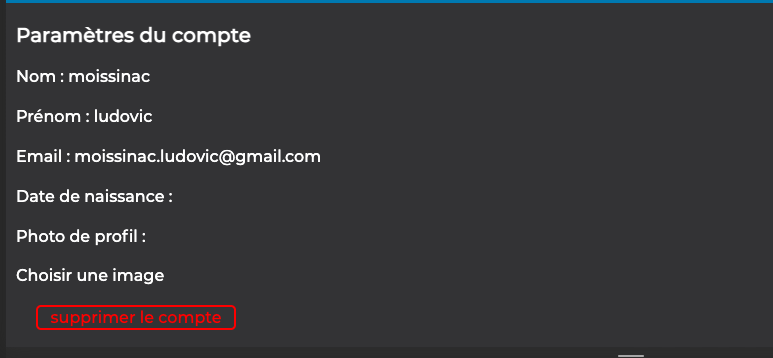 Paramètres du compte
Nom : moissinac
Prénom : ludovic
Email : moissinac.ludovic@gmail.com
Date de naissance :
Photo de profil :
Choisir une image
supprimer le compte